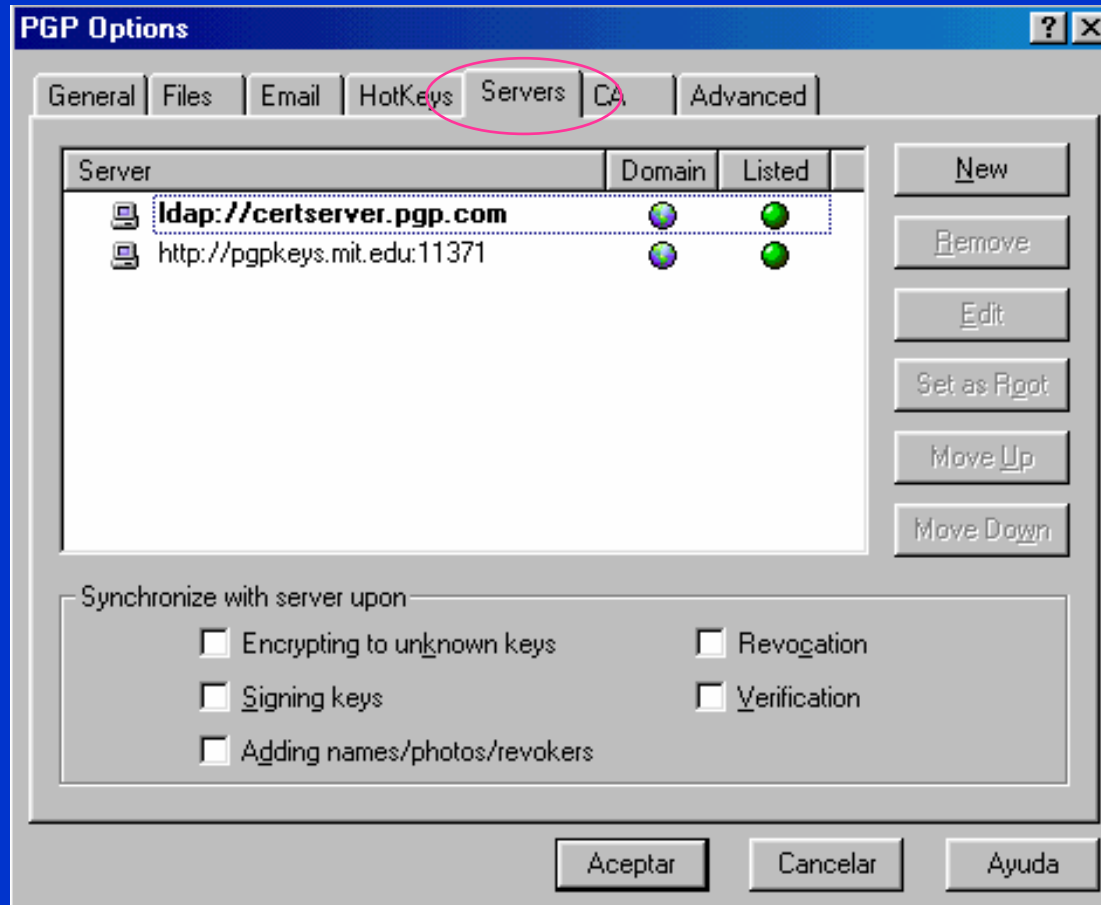 PGP Options
General Files Email HotKeys Servers CA Advanced
Server Domain Listed
ldap://certserver.pgp.com
http://pgpkeys.mit.edu:11371
New
Remove
Edit
Set as Root
Move Up
Move Down
Synchronize with server upon
Encrypting to unknown keys Revocation
Signing keys Verification
Adding names/photos/revokers
Aceptar Cancelar Ayuda